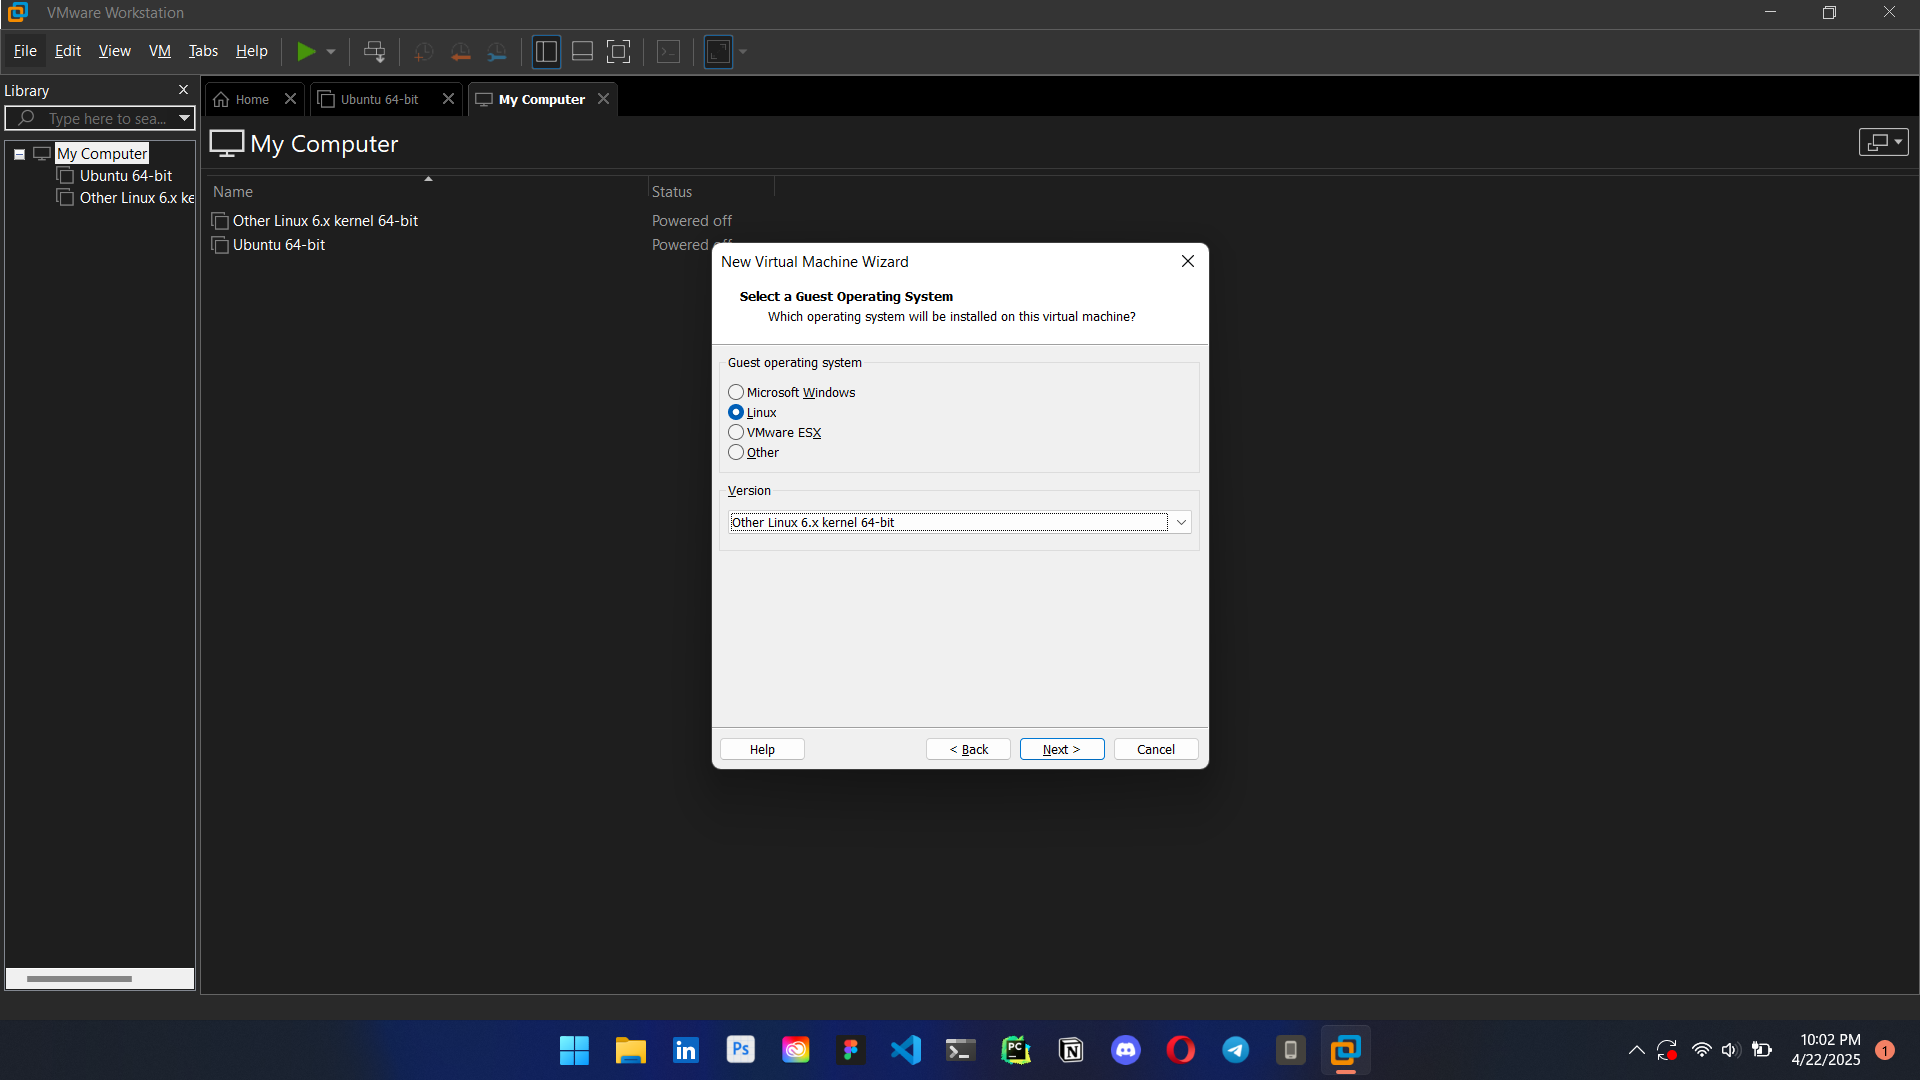 VMware Workstation
File Edit View VM Tabs Help
Library
Type here to sea...
My Computer
Ubuntu 64-bit
Other Linux 6.x ke
Home
Ubuntu 64-bit
My Computer
My Computer
Name Status
Other Linux 6.x kernel 64-bit Powered off
Ubuntu 64-bit Powered off
New Virtual Machine Wizard
Select a Guest Operating System
Which operating system will be installed on this virtual machine?
Guest operating system
Microsoft Windows
Linux
VMware ESX
Other
Version
Other Linux 6.x kernel 64-bit
Help < Back Next > Cancel
in
Ps
PC
N
10:02 PM
4/22/2025
1